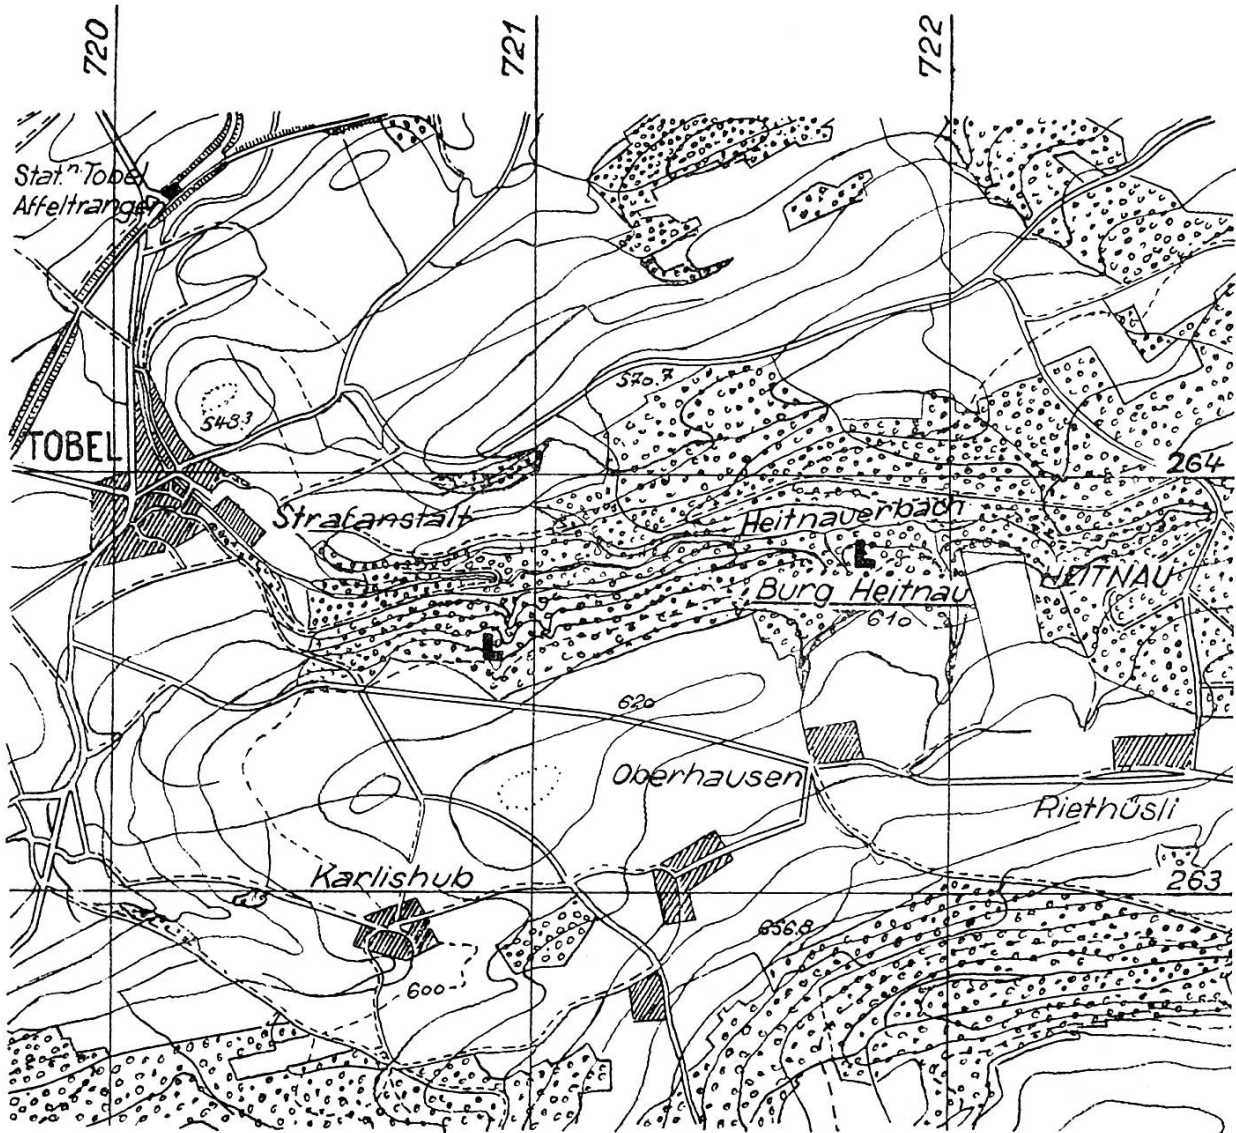 720
721
722
Stat.ⁿ Tobel
Affeltrangen
570.7
548.3
TOBEL
264
Strafanstalt
Heitnauerbach
HEITNAU
Burg Heitnau
610
620
Oberhausen
Riethüsli
Karlishub
263
656.8
600